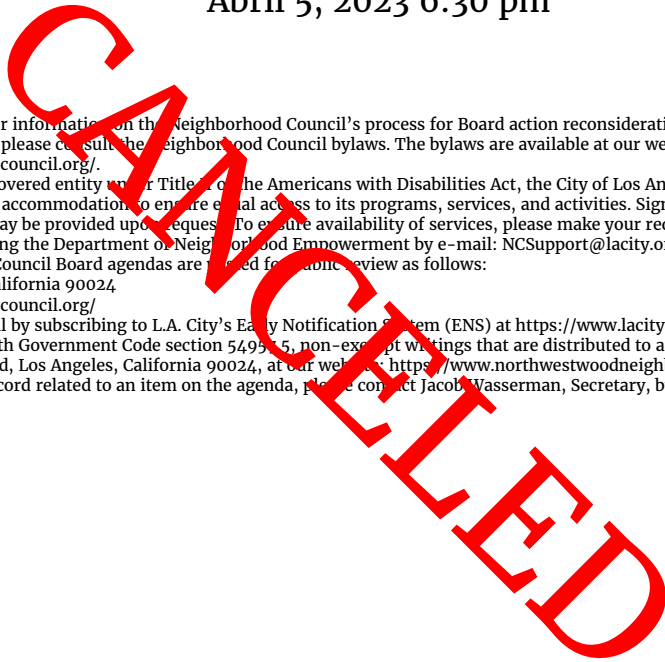 Abril 5, 2023 6:30 pm
r information on the Neighborhood Council’s process for Board action reconsiderati
please consult the Neighborhood Council bylaws. The bylaws are available at our we
council.org/.
overed entity under Title II of the Americans with Disabilities Act, the City of Los An
accommodation to ensure equal access to its programs, services, and activities. Sign
ay be provided upon request. To ensure availability of services, please make your req
ing the Department of Neighborhood Empowerment by e-mail: NCSupport@lacity.or
Council Board agendas are posted for public review as follows:
alifornia 90024
council.org/
il by subscribing to L.A. City’s Early Notification System (ENS) at https://www.lacity
th Government Code section 54957.5, non-exempt writings that are distributed to a
d, Los Angeles, California 90024, at our website: https://www.northwestwoodneigh
cord related to an item on the agenda, please contact Jacob Wasserman, Secretary, b
CANCELED